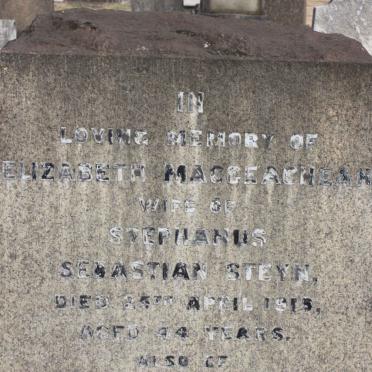 IN
LOVING MEMORY OF
ELIZABETH MACGEACHEAN
WIFE OF
STEPHANUS
SEBASTIAN STEYN.
DIED 25TH APRIL 1915,
AGED 44 YEARS.
ALSO OF